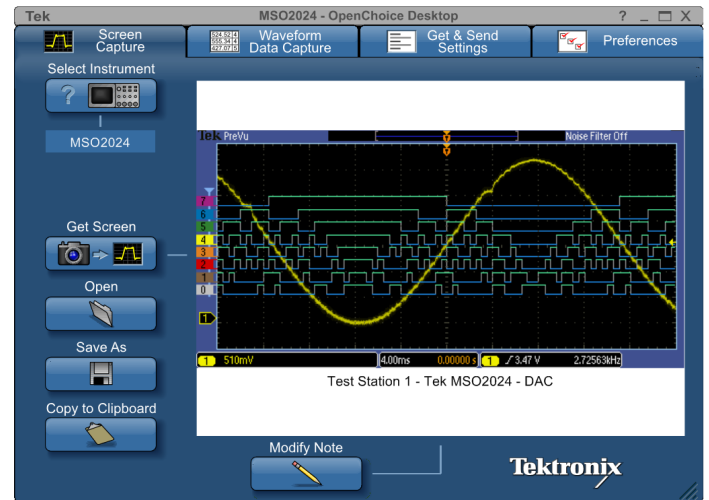 Tek MSO2024 - OpenChoice Desktop ? _ □ X
Screen Capture
Waveform Data Capture
Get & Send Settings
Preferences
Select Instrument
?
MSO2024
Get Screen
Open
Save As
Copy to Clipboard
Tek PreVu Noise Filter Off
7
6
5
4
3
2
1
0
1
1 510mV 4.00ms 0.00000 s 1 3.47 V 2.72563kHz
Test Station 1 - Tek MSO2024 - DAC
Modify Note
Tektronix